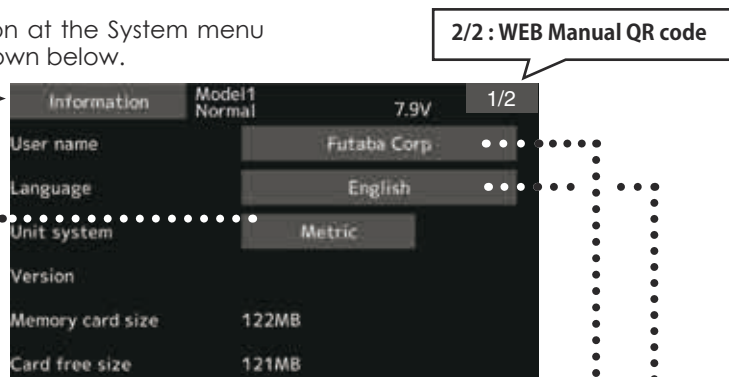 on at the System menu
own below.
2/2 : WEB Manual QR code
Information Model1 Normal 7.9V 1/2
User name Futaba Corp
Language English
Unit system Metric
Version
Memory card size 122MB
Card free size 121MB